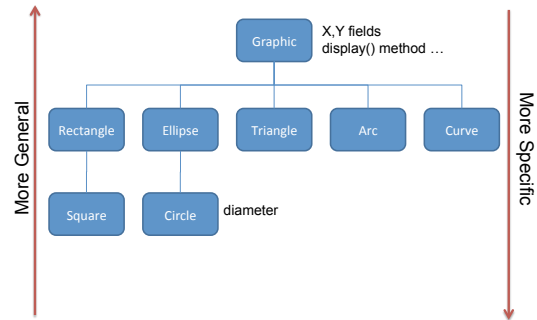 Graphic
X,Y fields
display() method …
More General
More Specific
Rectangle
Ellipse
Triangle
Arc
Curve
Square
Circle
diameter